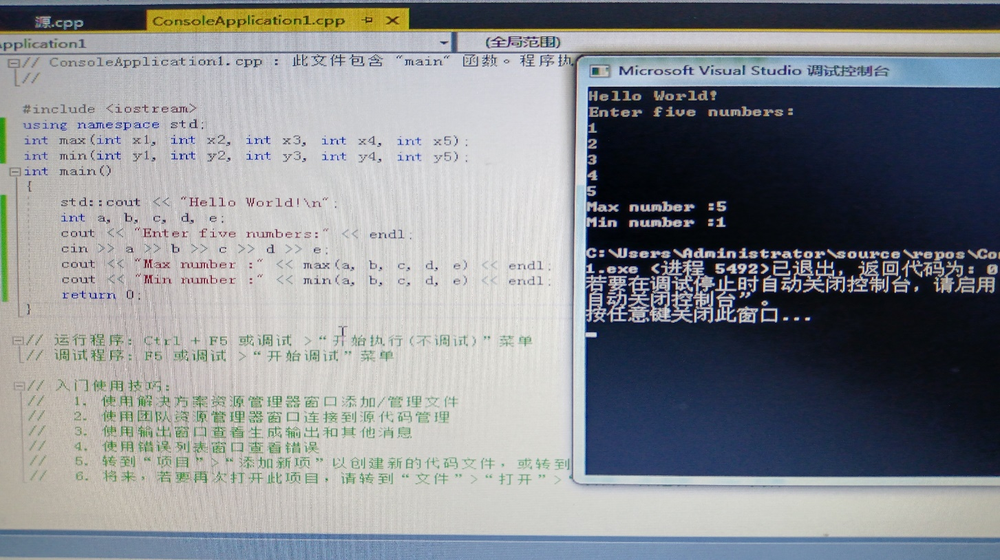 源.cpp
ConsoleApplication1.cpp
pplication1
(全局范围)
// ConsoleApplication1.cpp : 此文件包含 "main" 函数。程序执
//
#include <iostream>
using namespace std;
int max(int x1, int x2, int x3, int x4, int x5);
int min(int y1, int y2, int y3, int y4, int y5);
int main()
{
std::cout << "Hello World!\n";
int a, b, c, d, e;
cout << "Enter five numbers:" << endl;
cin >> a >> b >> c >> d >> e;
cout << "Max number :" << max(a, b, c, d, e) << endl;
cout << "Min number :" << min(a, b, c, d, e) << endl;
return 0;
}
// 运行程序: Ctrl + F5 或调试 >“开始执行(不调试)”菜单
// 调试程序: F5 或调试 >“开始调试”菜单
// 入门使用技巧:
// 1. 使用解决方案资源管理器窗口添加/管理文件
// 2. 使用团队资源管理器窗口连接到源代码管理
// 3. 使用输出窗口查看生成输出和其他消息
// 4. 使用错误列表窗口查看错误
// 5. 转到“项目”>“添加新项”以创建新的代码文件，或转到
// 6. 将来，若要再次打开此项目，请转到“文件”>“打开”>“
Microsoft Visual Studio 调试控制台
Hello World!
Enter five numbers:
1
2
3
4
5
Max number :5
Min number :1
C:\Users\Administrator\source\repos\Con
1.exe (进程 5492)已退出，返回代码为: 0
若要在调试停止时自动关闭控制台，请启用
自动关闭控制台”。
按任意键关闭此窗口...